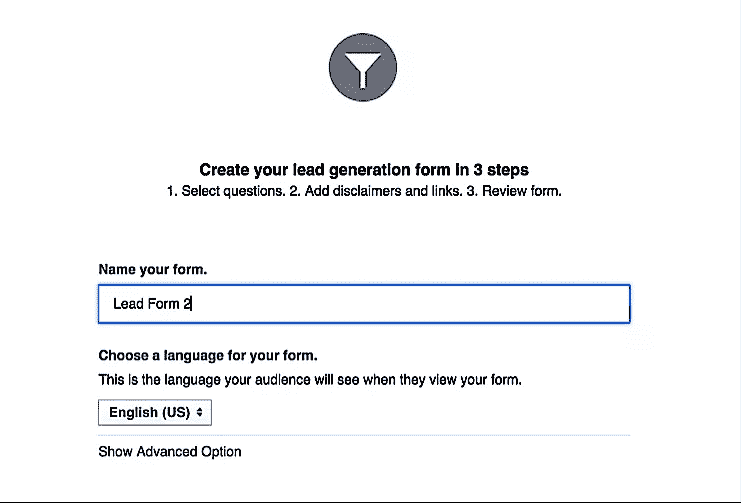 Create your lead generation form in 3 steps
1. Select questions. 2. Add disclaimers and links. 3. Review form.
Name your form.
Lead Form 2
Choose a language for your form.
This is the language your audience will see when they view your form.
English (US)
Show Advanced Option